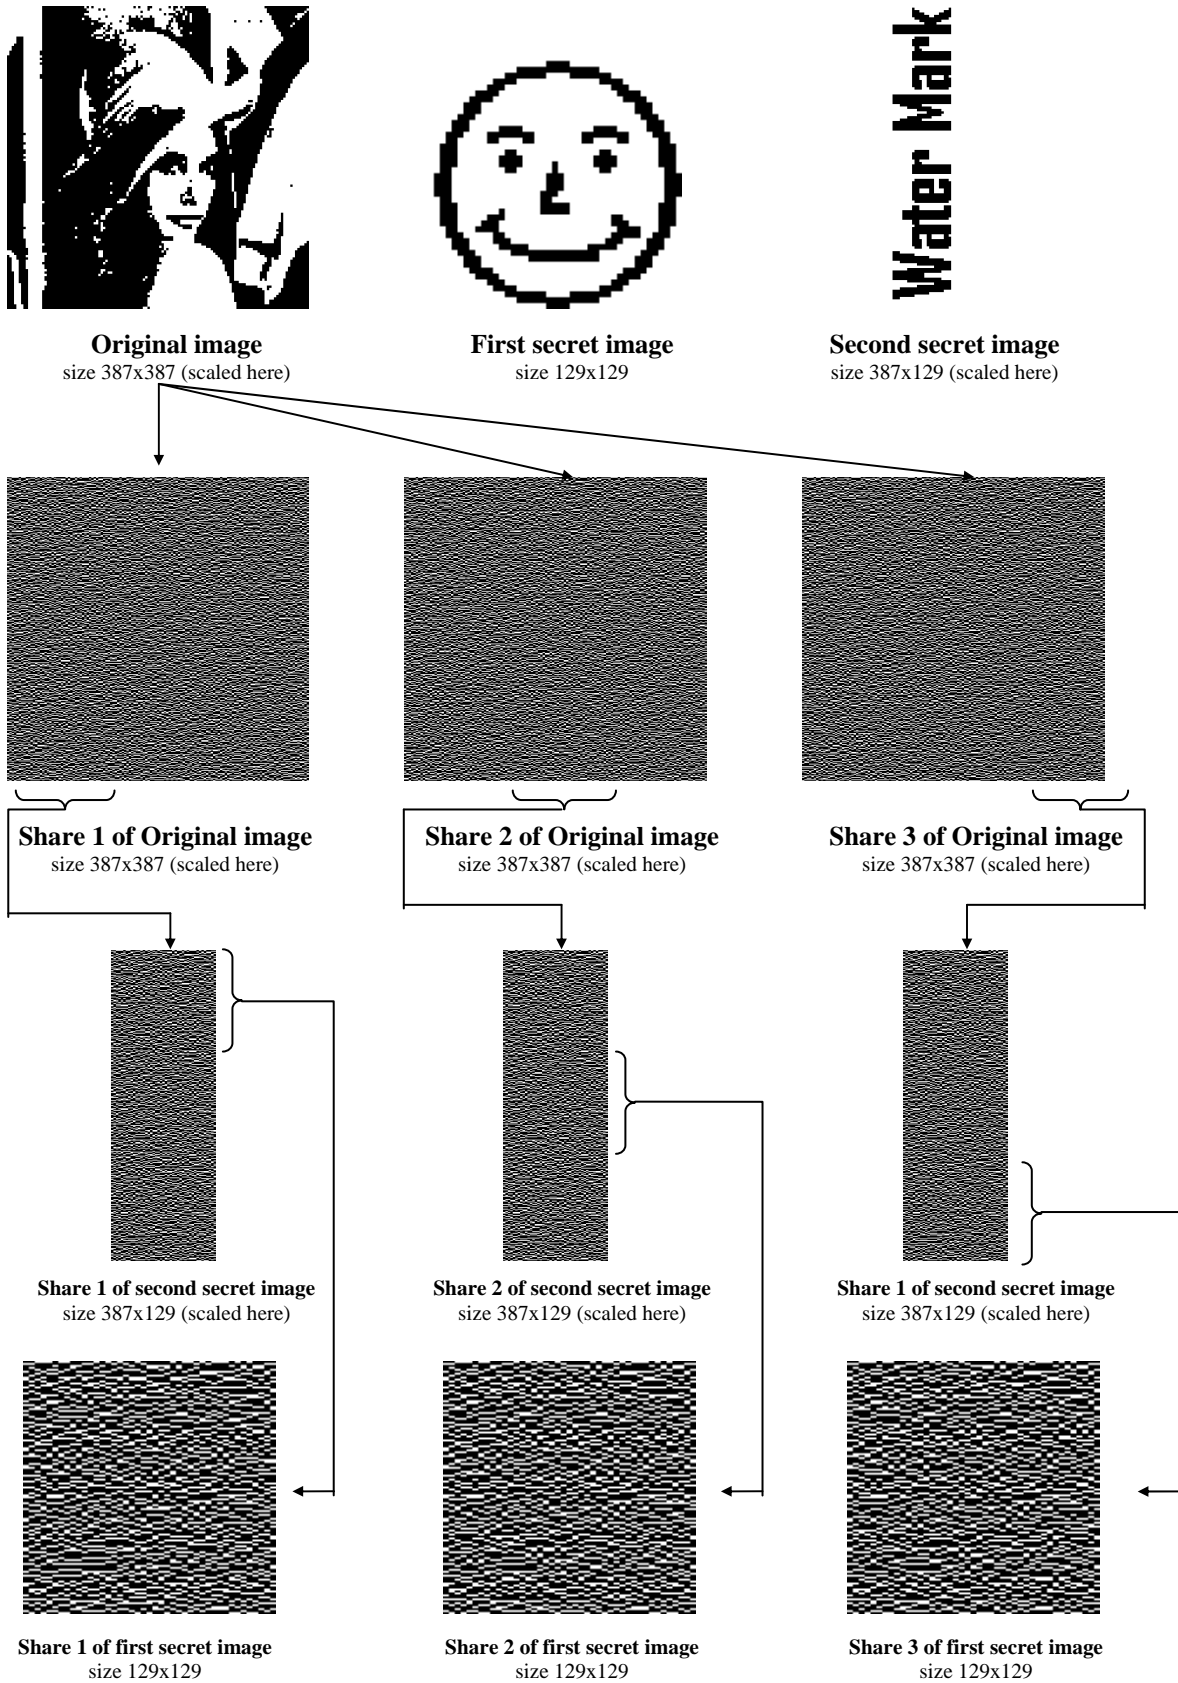 Water Mark
Original image
size 387x387 (scaled here)
First secret image
size 129x129
Second secret image
size 387x129 (scaled here)
Share 1 of Original image
size 387x387 (scaled here)
Share 2 of Original image
size 387x387 (scaled here)
Share 3 of Original image
size 387x387 (scaled here)
Share 1 of second secret image
size 387x129 (scaled here)
Share 2 of second secret image
size 387x129 (scaled here)
Share 1 of second secret image
size 387x129 (scaled here)
Share 1 of first secret image
size 129x129
Share 2 of first secret image
size 129x129
Share 3 of first secret image
size 129x129